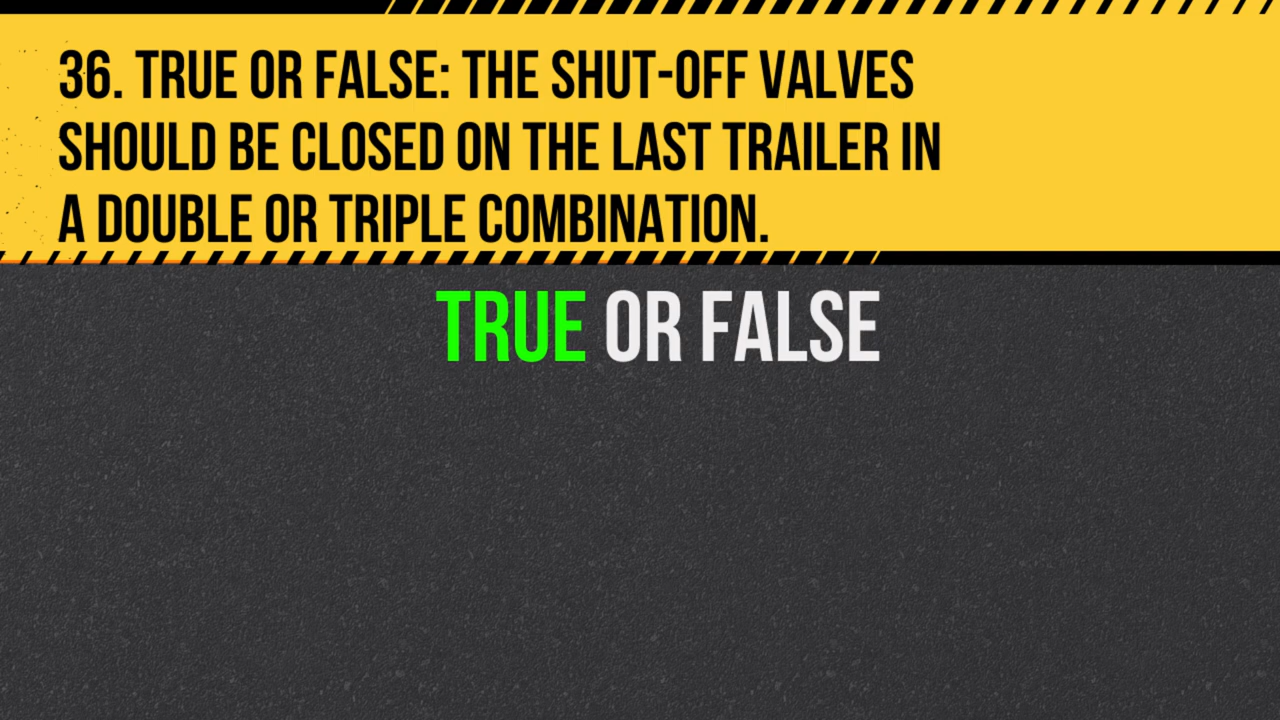 36. TRUE OR FALSE: THE SHUT-OFF VALVES
SHOULD BE CLOSED ON THE LAST TRAILER IN
A DOUBLE OR TRIPLE COMBINATION.
TRUE OR FALSE